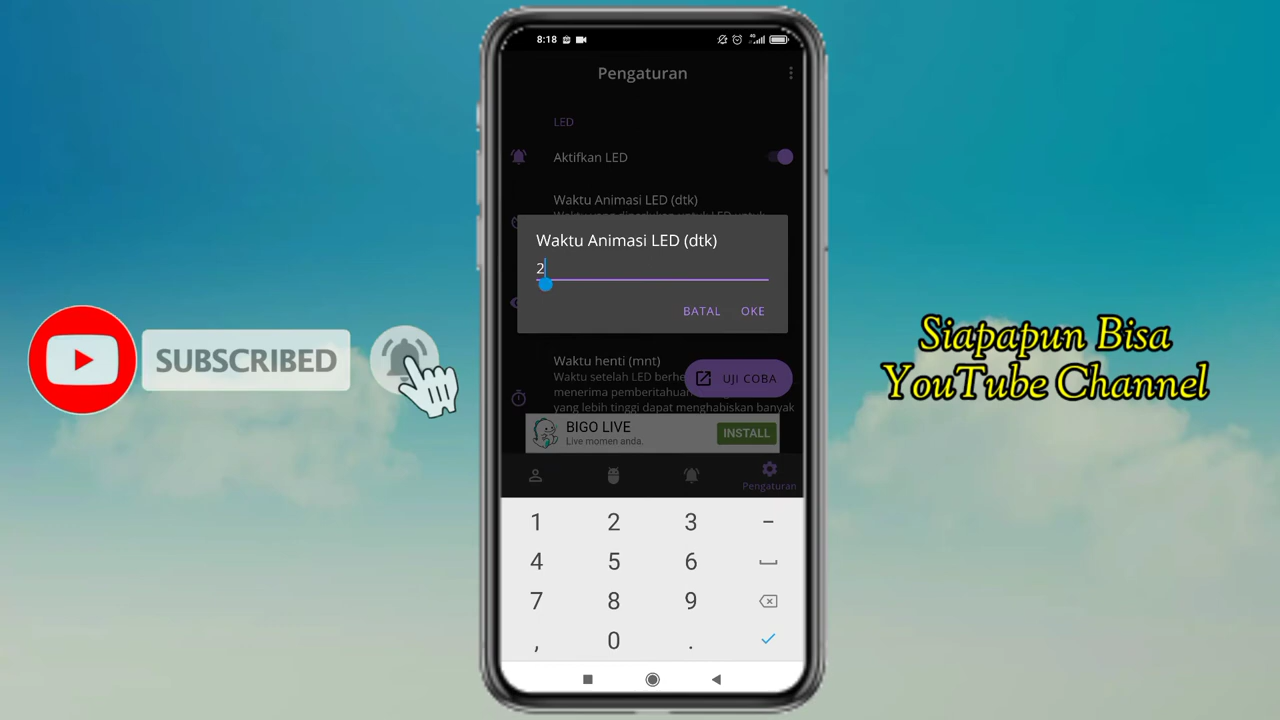 8:18
4G
Pengaturan
LED
Aktifkan LED
Waktu Animasi LED (dtk)
Waktu Animasi LED (dtk)
2
BATAL OKE
Waktu henti (mnt)
Waktu setelah LED berhe
menerima pemberitahua
yang lebih tinggi dapat menghabiskan banyak
UJI COBA
BIGO LIVE
Live momen anda.
INSTALL
Pengaturan
1 2 3 -
4 5 6
7 8 9
, 0 .
SUBSCRIBED
Siapapun Bisa
YouTube Channel